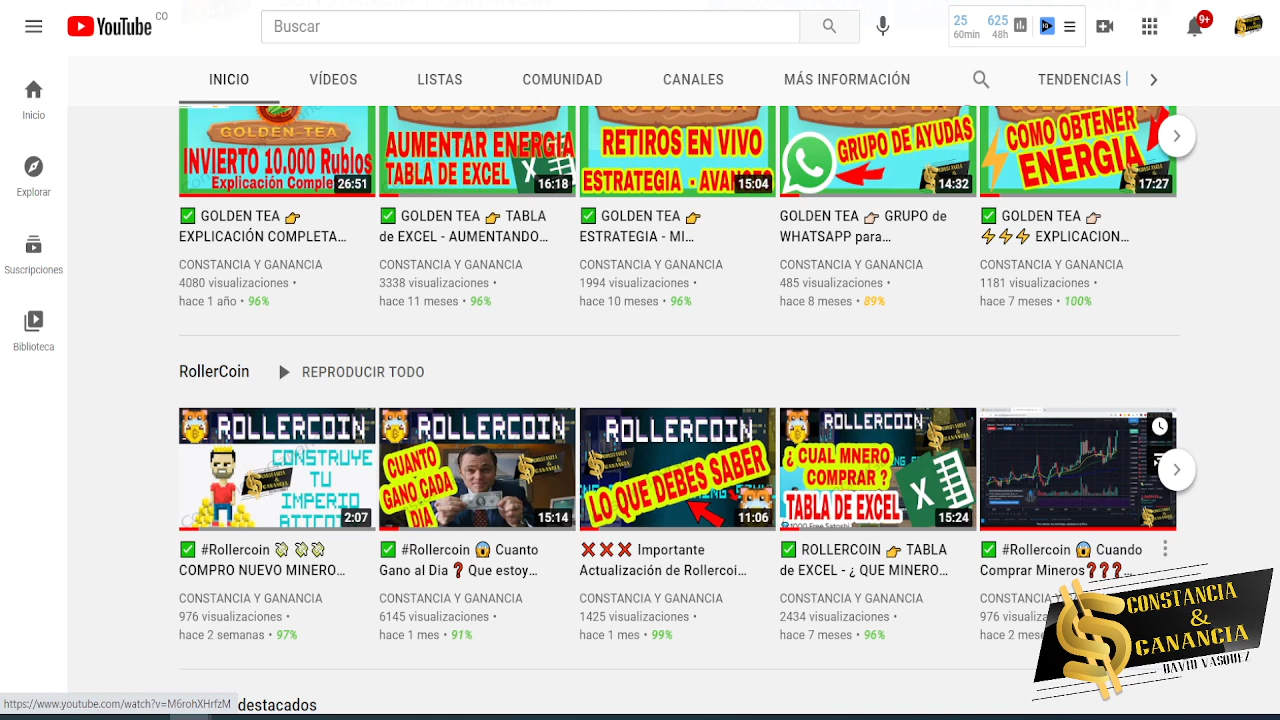 YouTube CO
Buscar
25 625
60min 48h
9+
INICIO VÍDEOS LISTAS COMUNIDAD CANALES MÁS INFORMACIÓN TENDENCIAS
Inicio
Explorar
Suscripciones
Biblioteca
GOLDEN-TEA
INVIERTO 10.000 Rublos
26:51
AUMENTAR ENERGIA
TABLA DE EXCEL
16:18
RETIROS EN VIVO
15:04
GRUPO DE AYUDAS
14:32
COMO OBTENER
ENERGIA
17:27
✅ GOLDEN TEA 👉
EXPLICACIÓN COMPLETA...
CONSTANCIA Y GANANCIA
4080 visualizaciones •
hace 1 año • 96%
✅ GOLDEN TEA 👉 TABLA
de EXCEL - AUMENTANDO...
CONSTANCIA Y GANANCIA
3338 visualizaciones •
hace 11 meses • 96%
✅ GOLDEN TEA 👉
ESTRATEGIA - MI...
CONSTANCIA Y GANANCIA
1994 visualizaciones •
hace 10 meses • 96%
GOLDEN TEA 👉🏻 GRUPO de
WHATSAPP para...
CONSTANCIA Y GANANCIA
485 visualizaciones •
hace 8 meses • 89%
✅ GOLDEN TEA 👉🏻
⚡⚡⚡ EXPLICACION...
CONSTANCIA Y GANANCIA
1181 visualizaciones •
hace 7 meses • 100%
RollerCoin REPRODUCIR TODO
ROLLERCOIN
CONSTRUYE
TU
IMPERIO
2:07
ROLLERCOIN
CUANTO
GANO CADA
DIA
15:14
ROLLERCOIN
LO QUE DEBES SABER
11:06
ROLLERCOIN
¿ CUAL MNERO
COMPRAR ?
TABLA DE EXCEL
15:24
✅ #Rollercoin 💸💸💸
COMPRO NUEVO MINERO...
CONSTANCIA Y GANANCIA
976 visualizaciones •
hace 2 semanas • 97%
✅ #Rollercoin 😱 Cuanto
Gano al Dia ❓ Que estoy...
CONSTANCIA Y GANANCIA
6145 visualizaciones •
hace 1 mes • 91%
❌❌❌ Importante
Actualización de Rollercoi...
CONSTANCIA Y GANANCIA
1425 visualizaciones •
hace 1 mes • 99%
✅ ROLLERCOIN 👉 TABLA
de EXCEL - ¿ QUE MINERO...
CONSTANCIA Y GANANCIA
2434 visualizaciones •
hace 7 meses • 96%
✅ #Rollercoin 😱 Cuando
Comprar Mineros❓❓❓...
CONSTANCIA Y
976 visualizaciones
hace 2
CONSTANCIA
&
GANANCIA
DAVID VASQUEZ
https://www.youtube.com/watch?v=M6rohXHrfzM
destacados